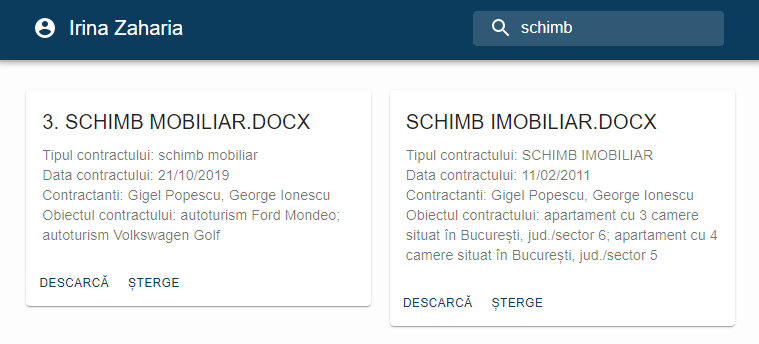 Irina Zaharia
schimb
3. SCHIMB MOBILIAR.DOCX
Tipul contractului: schimb mobiliar
Data contractului: 21/10/2019
Contractanti: Gigel Popescu, George Ionescu
Obiectul contractului: autoturism Ford Mondeo;
autoturism Volkswagen Golf
DESCARCĂ ȘTERGE
SCHIMB IMOBILIAR.DOCX
Tipul contractului: SCHIMB IMOBILIAR
Data contractului: 11/02/2011
Contractanti: Gigel Popescu, George Ionescu
Obiectul contractului: apartament cu 3 camere
situat în București, jud./sector 6; apartament cu 4
camere situat în București, jud./sector 5
DESCARCĂ ȘTERGE